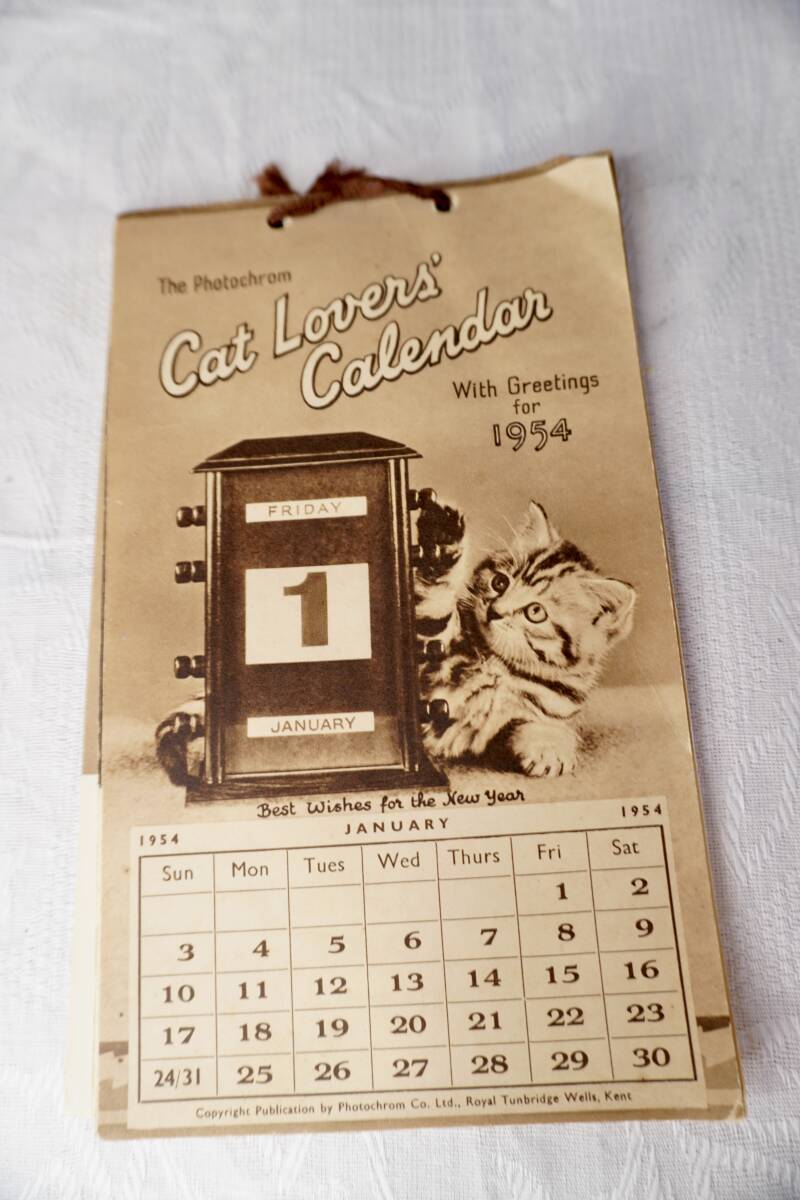 The Photochrom
Cat Lovers'
Calendar
With Greetings
for
1954
FRIDAY
1
JANUARY
Best Wishes for the New Year
1954 JANUARY 1954
Sun Mon Tues Wed Thurs Fri Sat
1 2
3 4 5 6 7 8 9
10 11 12 13 14 15 16
17 18 19 20 21 22 23
24/31 25 26 27 28 29 30
Copyright Publication by Photochrom Co. Ltd., Royal Tunbridge Wells, Kent